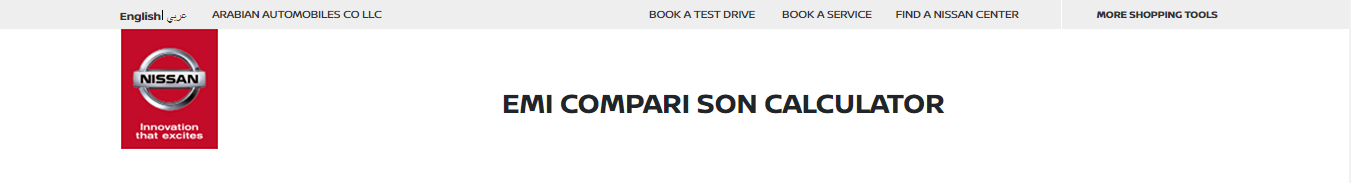 English| عربي ARABIAN AUTOMOBILES CO LLC BOOK A TEST DRIVE BOOK A SERVICE FIND A NISSAN CENTER MORE SHOPPING TOOLS
NISSAN
Innovation
that excites
EMI COMPARI SON CALCULATOR